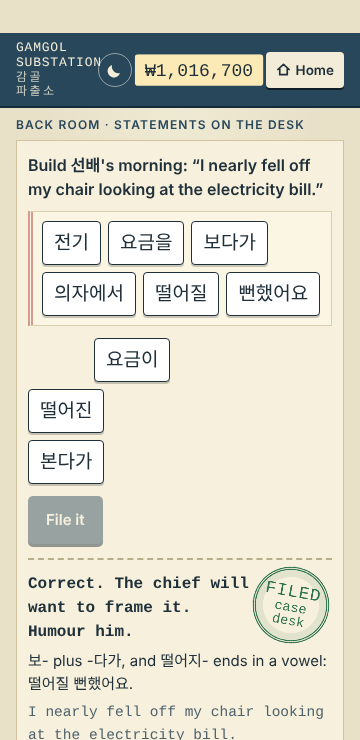 GAMGOL
SUBSTATION
감골
파출소
₩1,016,700
Home
BACK ROOM · STATEMENTS ON THE DESK
Build 선배's morning: “I nearly fell off
my chair looking at the electricity bill.”
전기 요금을 보다가
의자에서 떨어질 뻔했어요
요금이
떨어진
본다가
File it
Correct. The chief will
want to frame it.
Humour him.
FILED
case
desk
보- plus -다가, and 떨어지- ends in a vowel:
떨어질 뻔했어요.
I nearly fell off my chair looking
at the electricity bill.